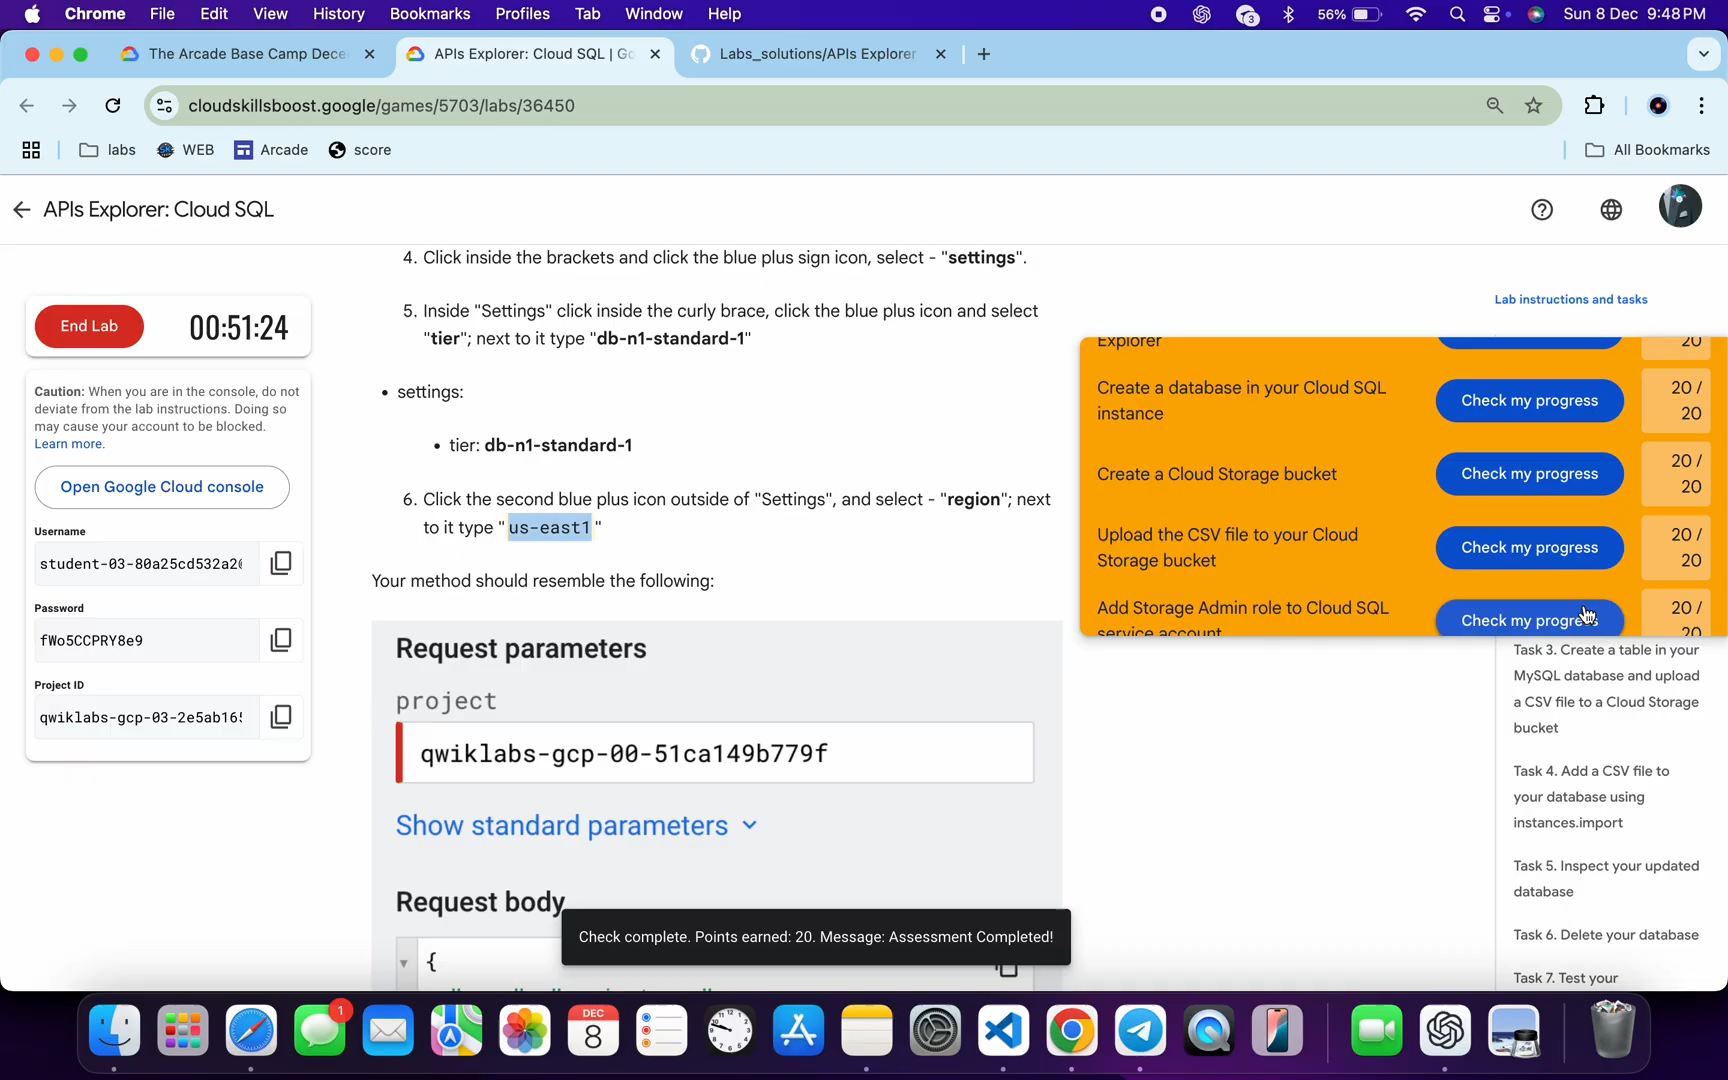 Chrome File Edit View History Bookmarks Profiles Tab Window Help
3 56% Sun 8 Dec 9:48 PM
The Arcade Base Camp Dece
APIs Explorer: Cloud SQL | Go
Labs_solutions/APIs Explorer
cloudskillsboost.google/games/5703/labs/36450
labs WEB Arcade score All Bookmarks
APIs Explorer: Cloud SQL
End Lab 00:51:24
Caution: When you are in the console, do not
deviate from the lab instructions. Doing so
may cause your account to be blocked.
Learn more.
Open Google Cloud console
Username
student-03-80a25cd532a2
Password
fWo5CCPRY8e9
Project ID
qwiklabs-gcp-03-2e5ab16
4. Click inside the brackets and click the blue plus sign icon, select - "settings".
5. Inside "Settings" click inside the curly brace, click the blue plus icon and select
"tier"; next to it type "db-n1-standard-1"
• settings:
• tier: db-n1-standard-1
6. Click the second blue plus icon outside of "Settings", and select - "region"; next
to it type "us-east1"
Your method should resemble the following:
Request parameters
project
qwiklabs-gcp-00-51ca149b779f
Show standard parameters
Request body
{
Check complete. Points earned: 20. Message: Assessment Completed!
Lab instructions and tasks
Explorer
20
Create a database in your Cloud SQL
instance
Check my progress
20 /
20
Create a Cloud Storage bucket
Check my progress
20 /
20
Upload the CSV file to your Cloud
Storage bucket
Check my progress
20 /
20
Add Storage Admin role to Cloud SQL
service account
Check my progress
20 /
20
Task 3. Create a table in your
MySQL database and upload
a CSV file to a Cloud Storage
bucket
Task 4. Add a CSV file to
your database using
instances.import
Task 5. Inspect your updated
database
Task 6. Delete your database
Task 7. Test your
1
DEC
8